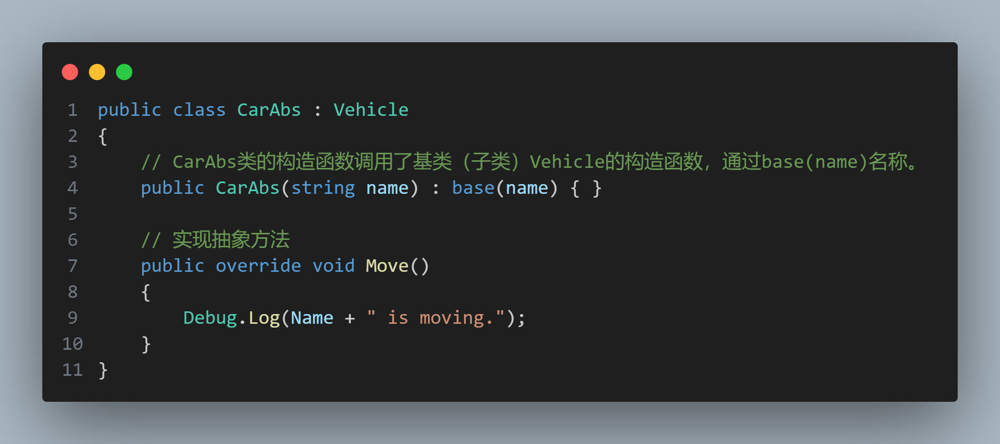 1 public class CarAbs : Vehicle
2 {
3     // CarAbs类的构造函数调用了基类（子类）Vehicle的构造函数，通过base(name)名称。
4     public CarAbs(string name) : base(name) { }
5
6     // 实现抽象方法
7     public override void Move()
8     {
9         Debug.Log(Name + " is moving.");
10     }
11 }